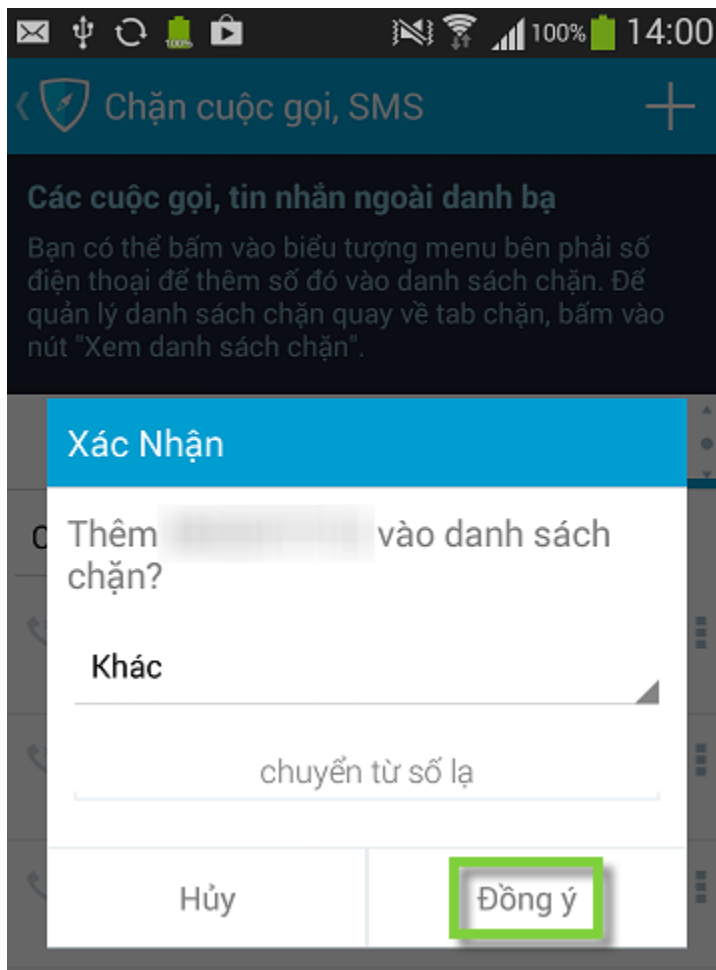 100%
100%
14:00
Chặn cuộc gọi, SMS
Các cuộc gọi, tin nhắn ngoài danh bạ
Bạn có thể bấm vào biểu tượng menu bên phải số
điện thoại để thêm số đó vào danh sách chặn. Để
quản lý danh sách chặn quay về tab chặn, bấm vào
nút "Xem danh sách chặn".
Xác Nhận
Thêm vào danh sách
chặn?
Khác
chuyển từ số lạ
Hủy
Đồng ý